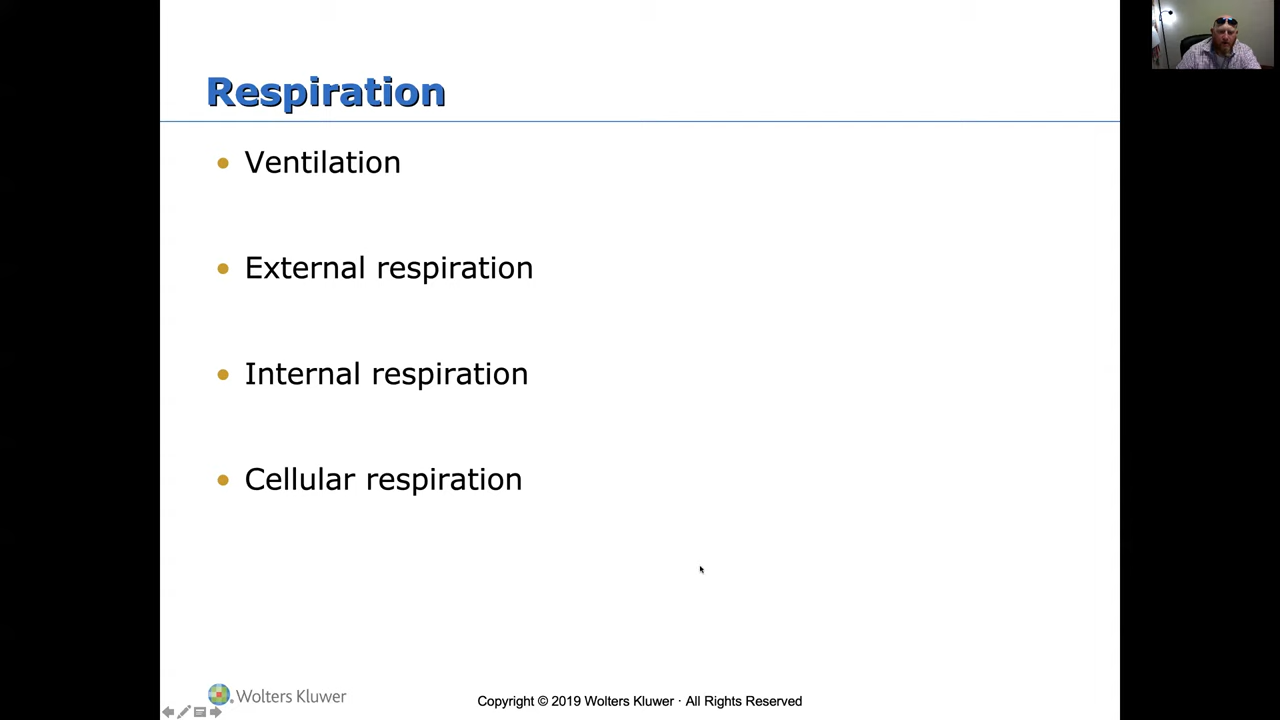 Respiration
• Ventilation
• External respiration
• Internal respiration
• Cellular respiration
Wolters Kluwer
Copyright © 2019 Wolters Kluwer · All Rights Reserved